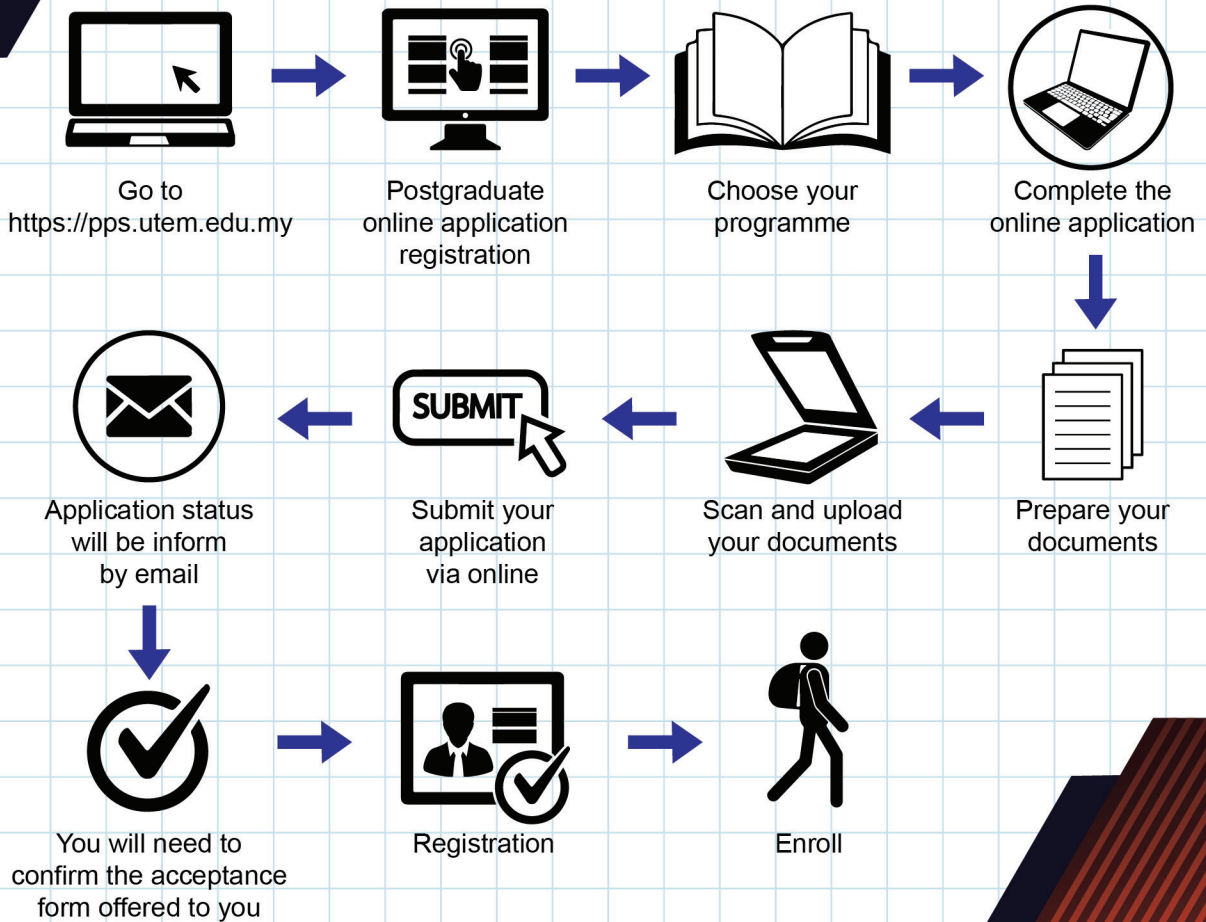 Go to
https://pps.utem.edu.my
Postgraduate
online application
registration
Choose your
programme
Complete the
online application
Prepare your
documents
Scan and upload
your documents
SUBMIT
Submit your
application
via online
Application status
will be inform
by email
You will need to
confirm the acceptance
form offered to you
Registration
Enroll